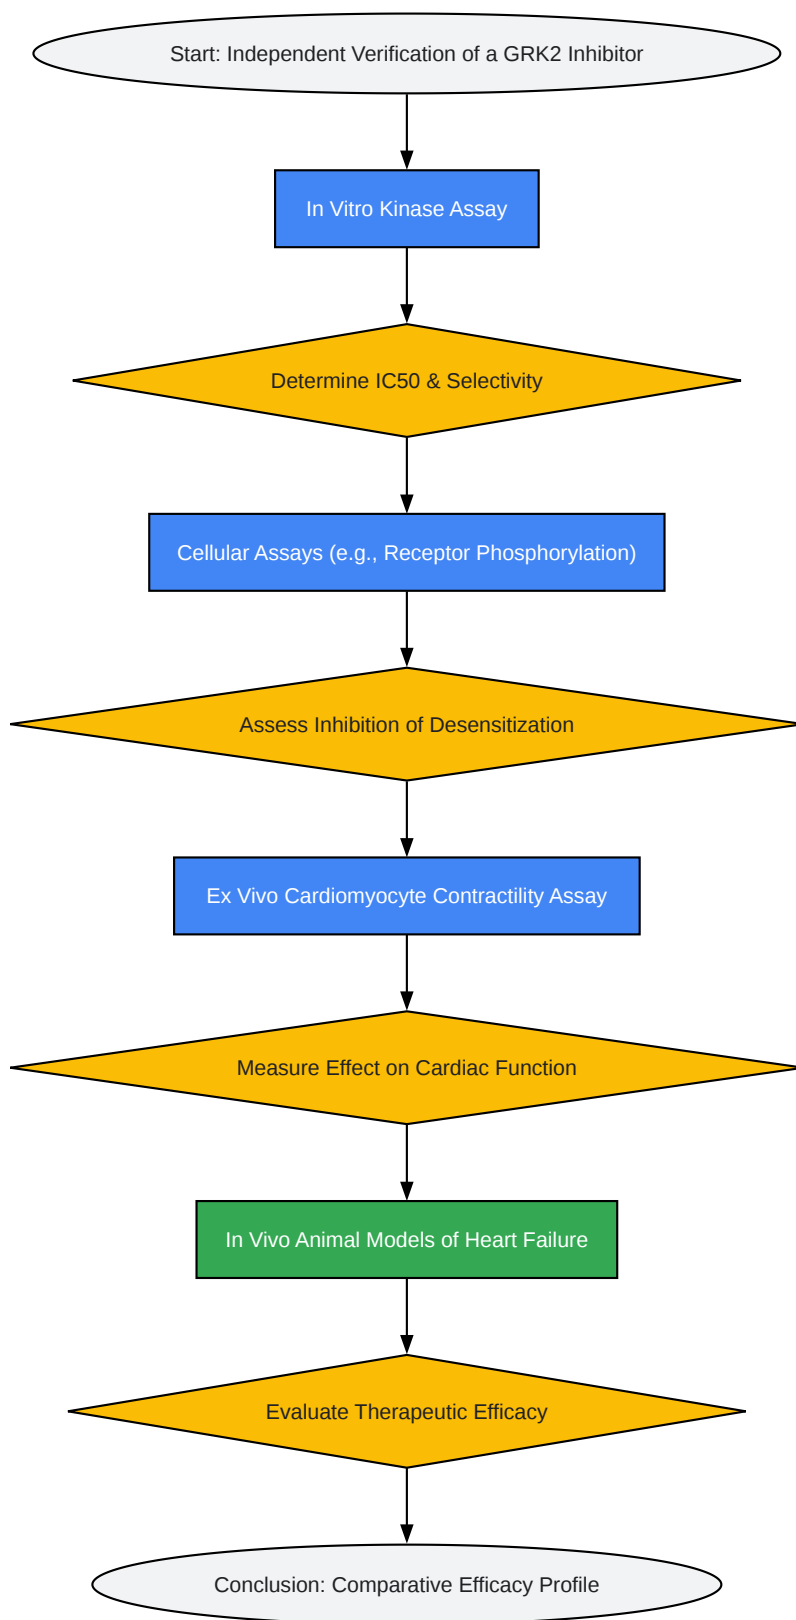 Start: Independent Verification of a GRK2 Inhibitor
In Vitro Kinase Assay
Determine IC50 & Selectivity
Cellular Assays (e.g., Receptor Phosphorylation)
Assess Inhibition of Desensitization
Ex Vivo Cardiomyocyte Contractility Assay
Measure Effect on Cardiac Function
In Vivo Animal Models of Heart Failure
Evaluate Therapeutic Efficacy
Conclusion: Comparative Efficacy Profile